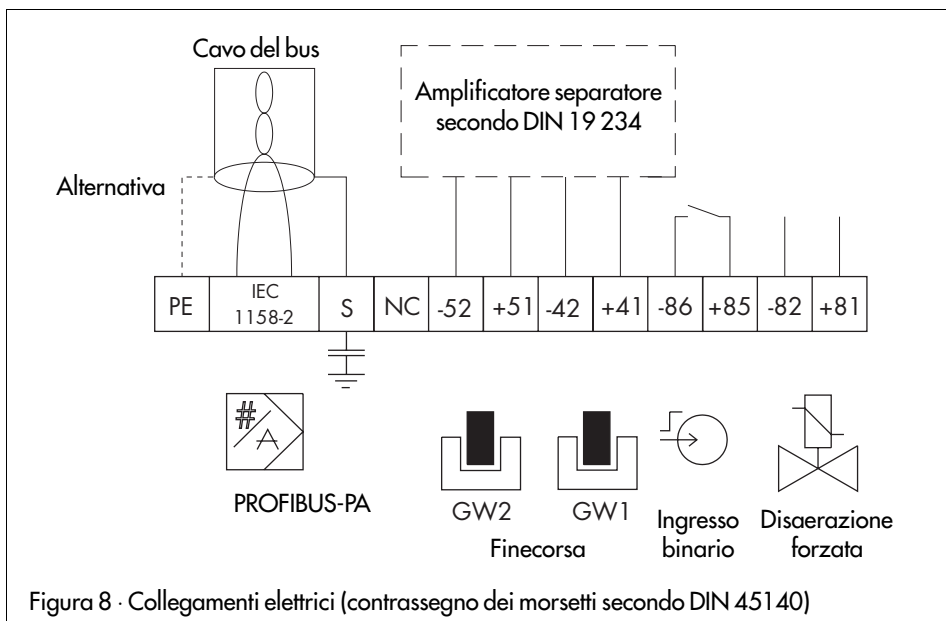 Cavo del bus
Amplificatore separatore
secondo DIN 19 234
Alternativa
PE
IEC
1158-2
S
NC
-52
+51
-42
+41
-86
+85
-82
+81
#
A
PROFIBUS-PA
GW2
GW1
Finecorsa
Ingresso
binario
Disaerazione
forzata
Figura 8 · Collegamenti elettrici (contrassegno dei morsetti secondo DIN 45140)